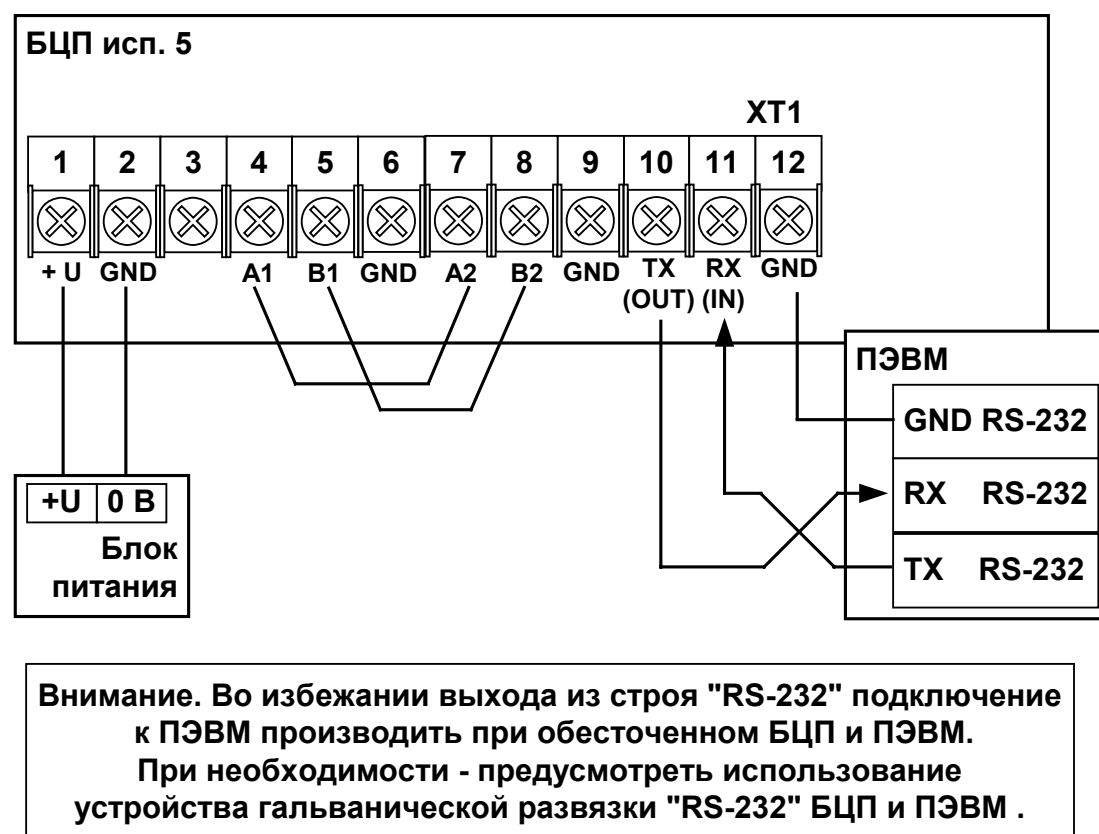 БЦП исп. 5
XT1
1 2 3 4 5 6 7 8 9 10 11 12
+ U GND A1 B1 GND A2 B2 GND TX RX GND
(OUT) (IN)
ПЭВМ
GND RS-232
RX RS-232
TX RS-232
+U 0 В
Блок
питания
Внимание. Во избежании выхода из строя "RS-232" подключение
к ПЭВМ производить при обесточенном БЦП и ПЭВМ.
При необходимости - предусмотреть использование
устройства гальванической развязки "RS-232" БЦП и ПЭВМ .